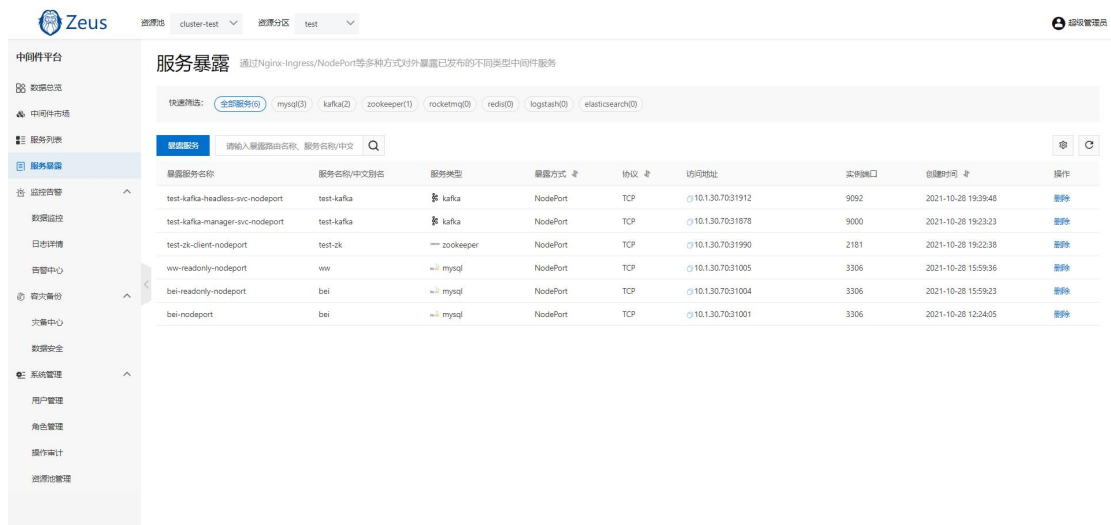 Zeus 资源池 cluster-test 资源分区 test 超级管理员
中间件平台
数据总览
中间件市场
服务列表
服务暴露
监控告警
数据监控
日志详情
告警中心
容灾备份
灾备中心
数据安全
系统管理
用户管理
角色管理
操作审计
资源池管理
服务暴露 通过Nginx-Ingress/NodePort等多种方式对外暴露已发布的不同类型中间件服务
快速筛选: 全部服务(6) mysql(3) kafka(2) zookeeper(1) rocketmq(0) redis(0) logstash(0) elasticsearch(0)
暴露服务 请输入暴露路由名称、服务名称/中文
暴露服务名称 服务名称/中文别名 服务类型 暴露方式 协议 访问地址 实例端口 创建时间 操作
test-kafka-headless-svc-nodeport test-kafka kafka NodePort TCP 10.1.30.70:31912 9092 2021-10-28 19:39:48 删除
test-kafka-manager-svc-nodeport test-kafka kafka NodePort TCP 10.1.30.70:31878 9000 2021-10-28 19:23:23 删除
test-zk-client-nodeport test-zk zookeeper NodePort TCP 10.1.30.70:31990 2181 2021-10-28 19:22:38 删除
ww-readonly-nodeport ww mysql NodePort TCP 10.1.30.70:31005 3306 2021-10-28 15:59:36 删除
bei-readonly-nodeport bei mysql NodePort TCP 10.1.30.70:31004 3306 2021-10-28 15:59:23 删除
bei-nodeport bei mysql NodePort TCP 10.1.30.70:31001 3306 2021-10-28 12:24:05 删除